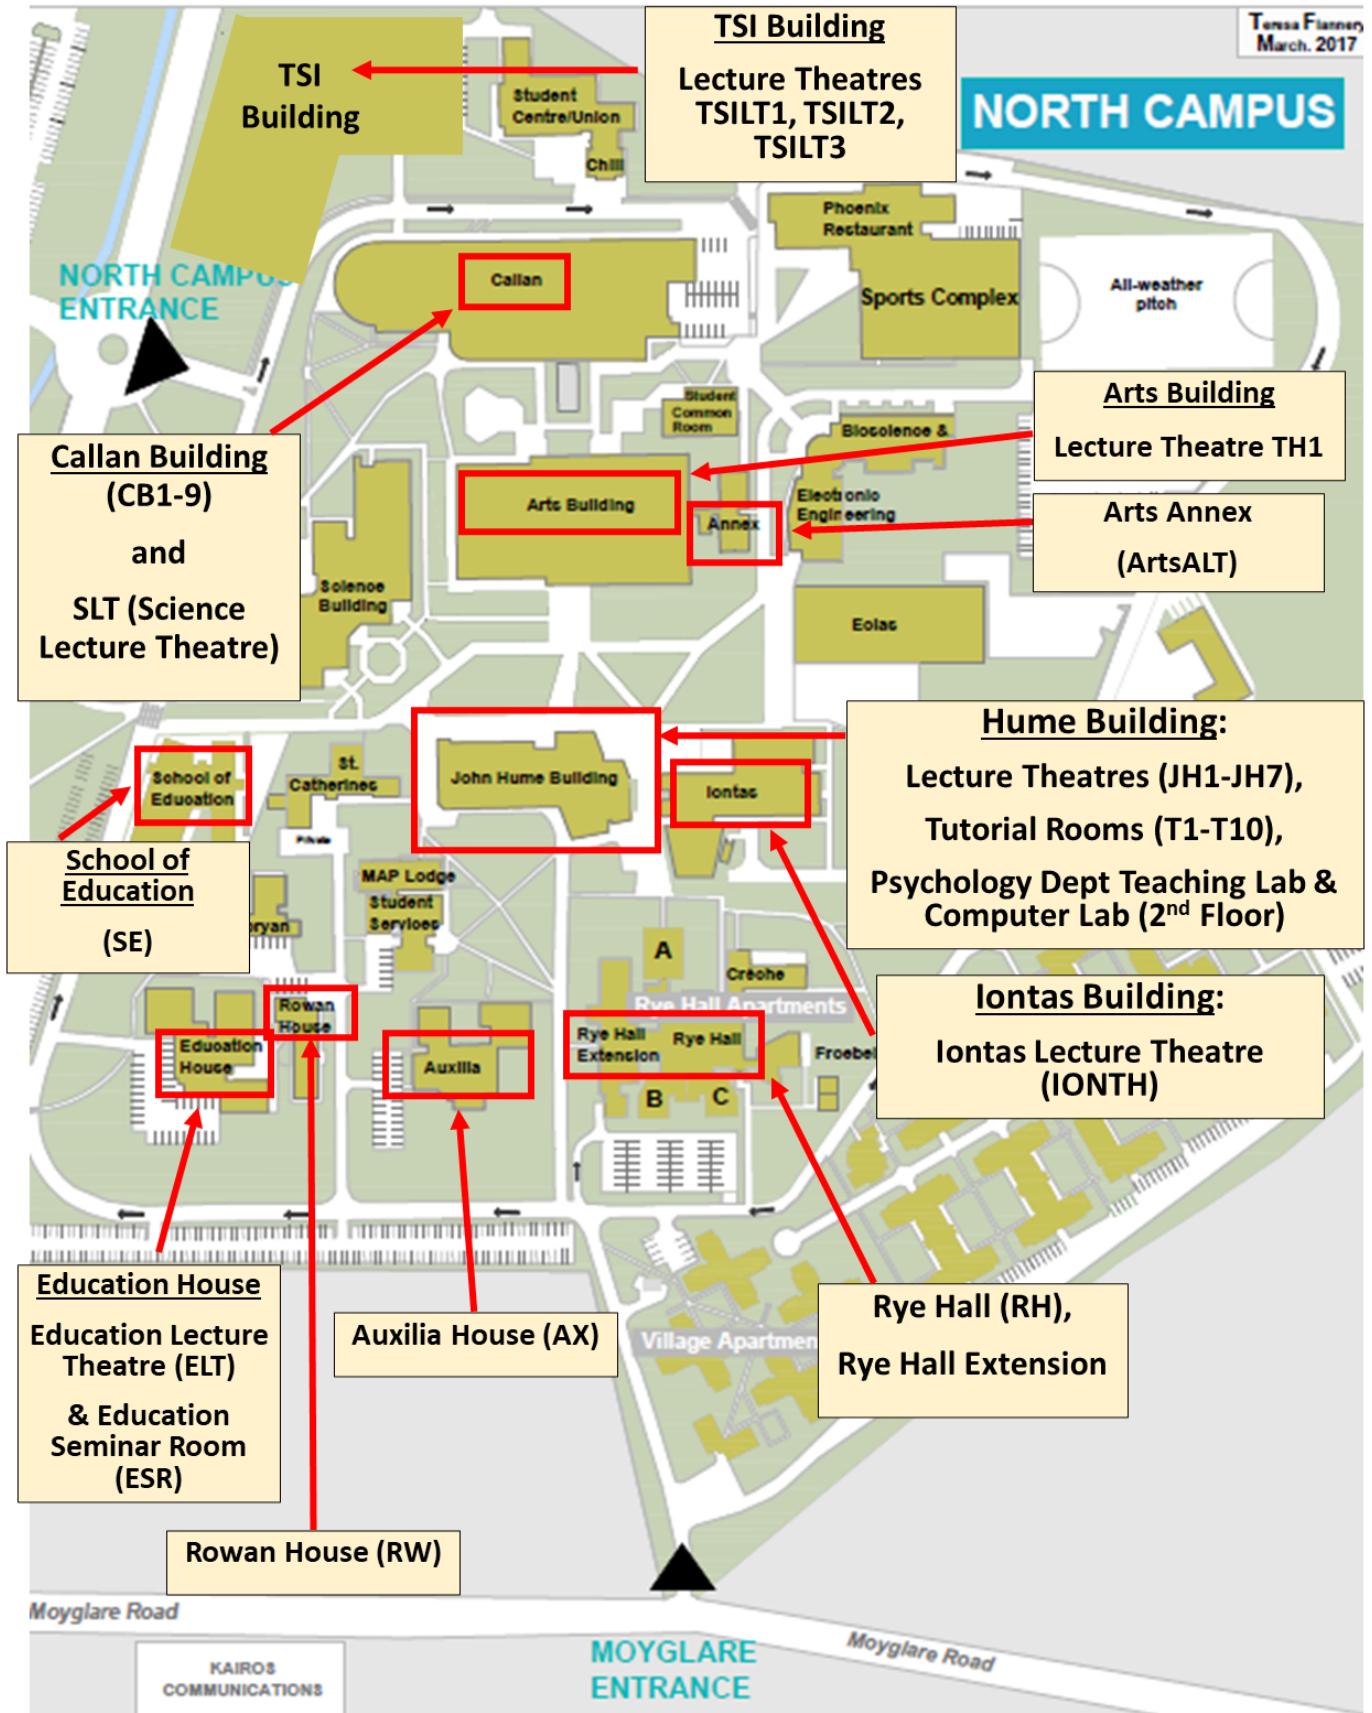 TSI Building
Lecture Theatres
TSILT1, TSILT2,
TSILT3
Teresa Flannery
March. 2017
NORTH CAMPUS
TSI
Building
Student
Centre/Union
Chill
Phoenix
Restaurant
Sports Complex
All-weather
pitch
NORTH CAMPUS
ENTRANCE
Callan
Student
Common
Room
Bioscience &
Electronic
Engineering
Arts Building
Lecture Theatre TH1
Callan Building
(CB1-9)
and
SLT (Science
Lecture Theatre)
Arts Building
Annex
Arts Annex
(ArtsALT)
Science
Building
Eolas
Hume Building:
Lecture Theatres (JH1-JH7),
Tutorial Rooms (T1-T10),
Psychology Dept Teaching Lab &
Computer Lab (2nd Floor)
School of
Education
St.
Catherines
Private
John Hume Building
Iontas
School of
Education
(SE)
MAP Lodge
Student
Services
ryan
A
Crèche
Rye Hall Apartments
Rye Hall
Extension
Rye Hall
Froebel
B
C
Iontas Building:
Iontas Lecture Theatre
(IONTH)
Rowan
House
Education
House
Auxilia
Education House
Education Lecture
Theatre (ELT)
& Education
Seminar Room
(ESR)
Auxilia House (AX)
Village Apartmen
Rye Hall (RH),
Rye Hall Extension
Rowan House (RW)
Moyglare Road
KAIROS
COMMUNICATIONS
MOYGLARE
ENTRANCE
Moyglare Road